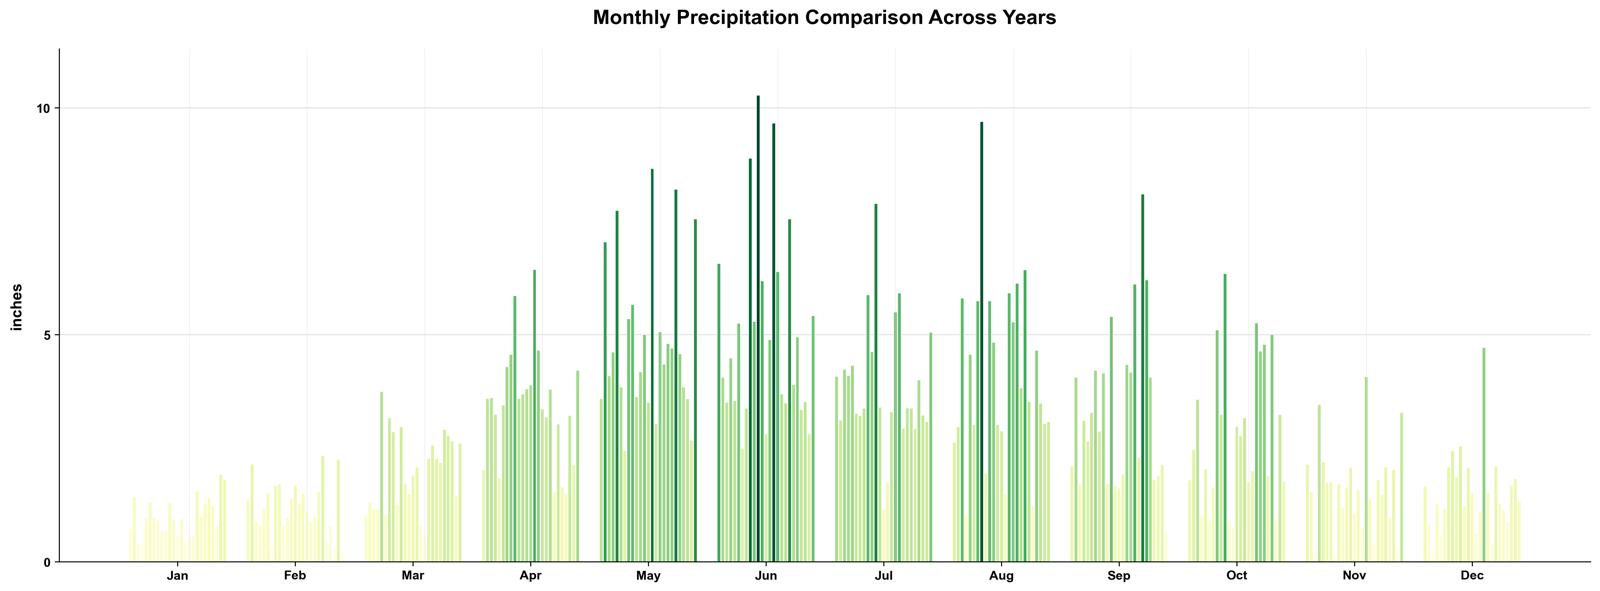 Monthly Precipitation Comparison Across Years
inches
10
5
0
Jan Feb Mar Apr May Jun Jul Aug Sep Oct Nov Dec